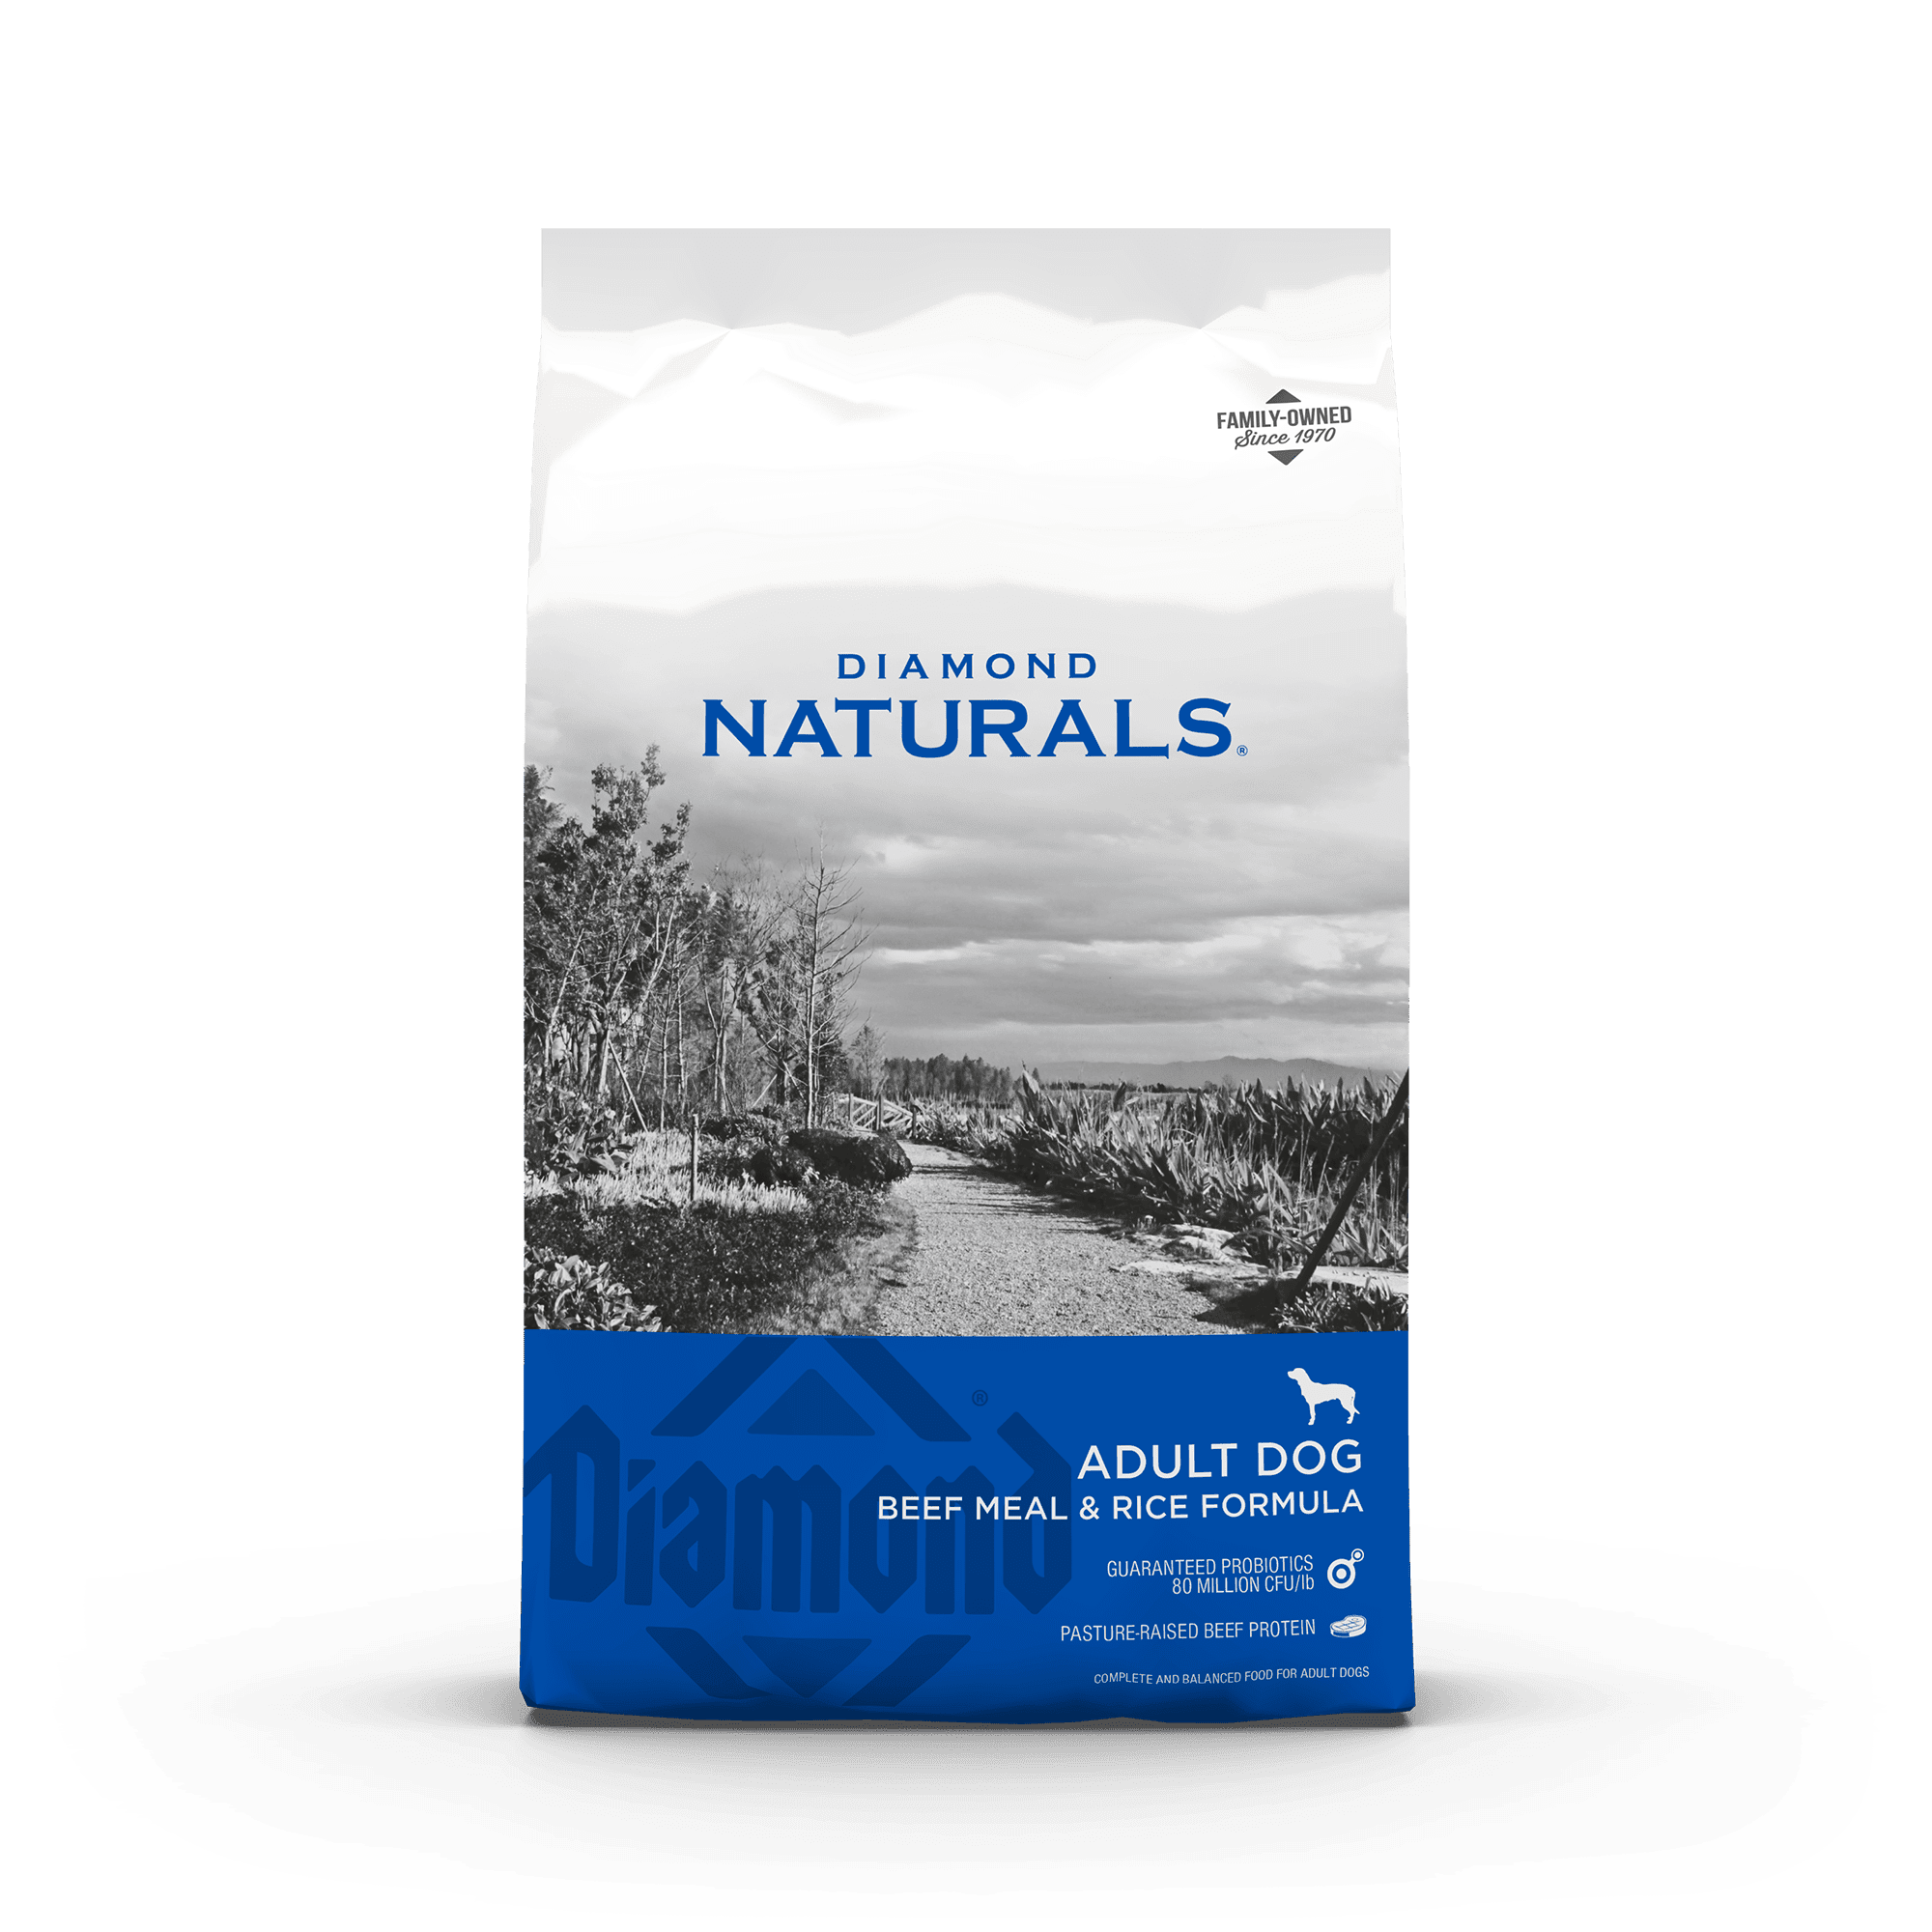 FAMILY-OWNED
Since 1970
DIAMOND
NATURALS®
Diamond®
ADULT DOG
BEEF MEAL & RICE FORMULA
GUARANTEED PROBIOTICS
80 MILLION CFU/lb
PASTURE-RAISED BEEF PROTEIN
COMPLETE AND BALANCED FOOD FOR ADULT DOGS